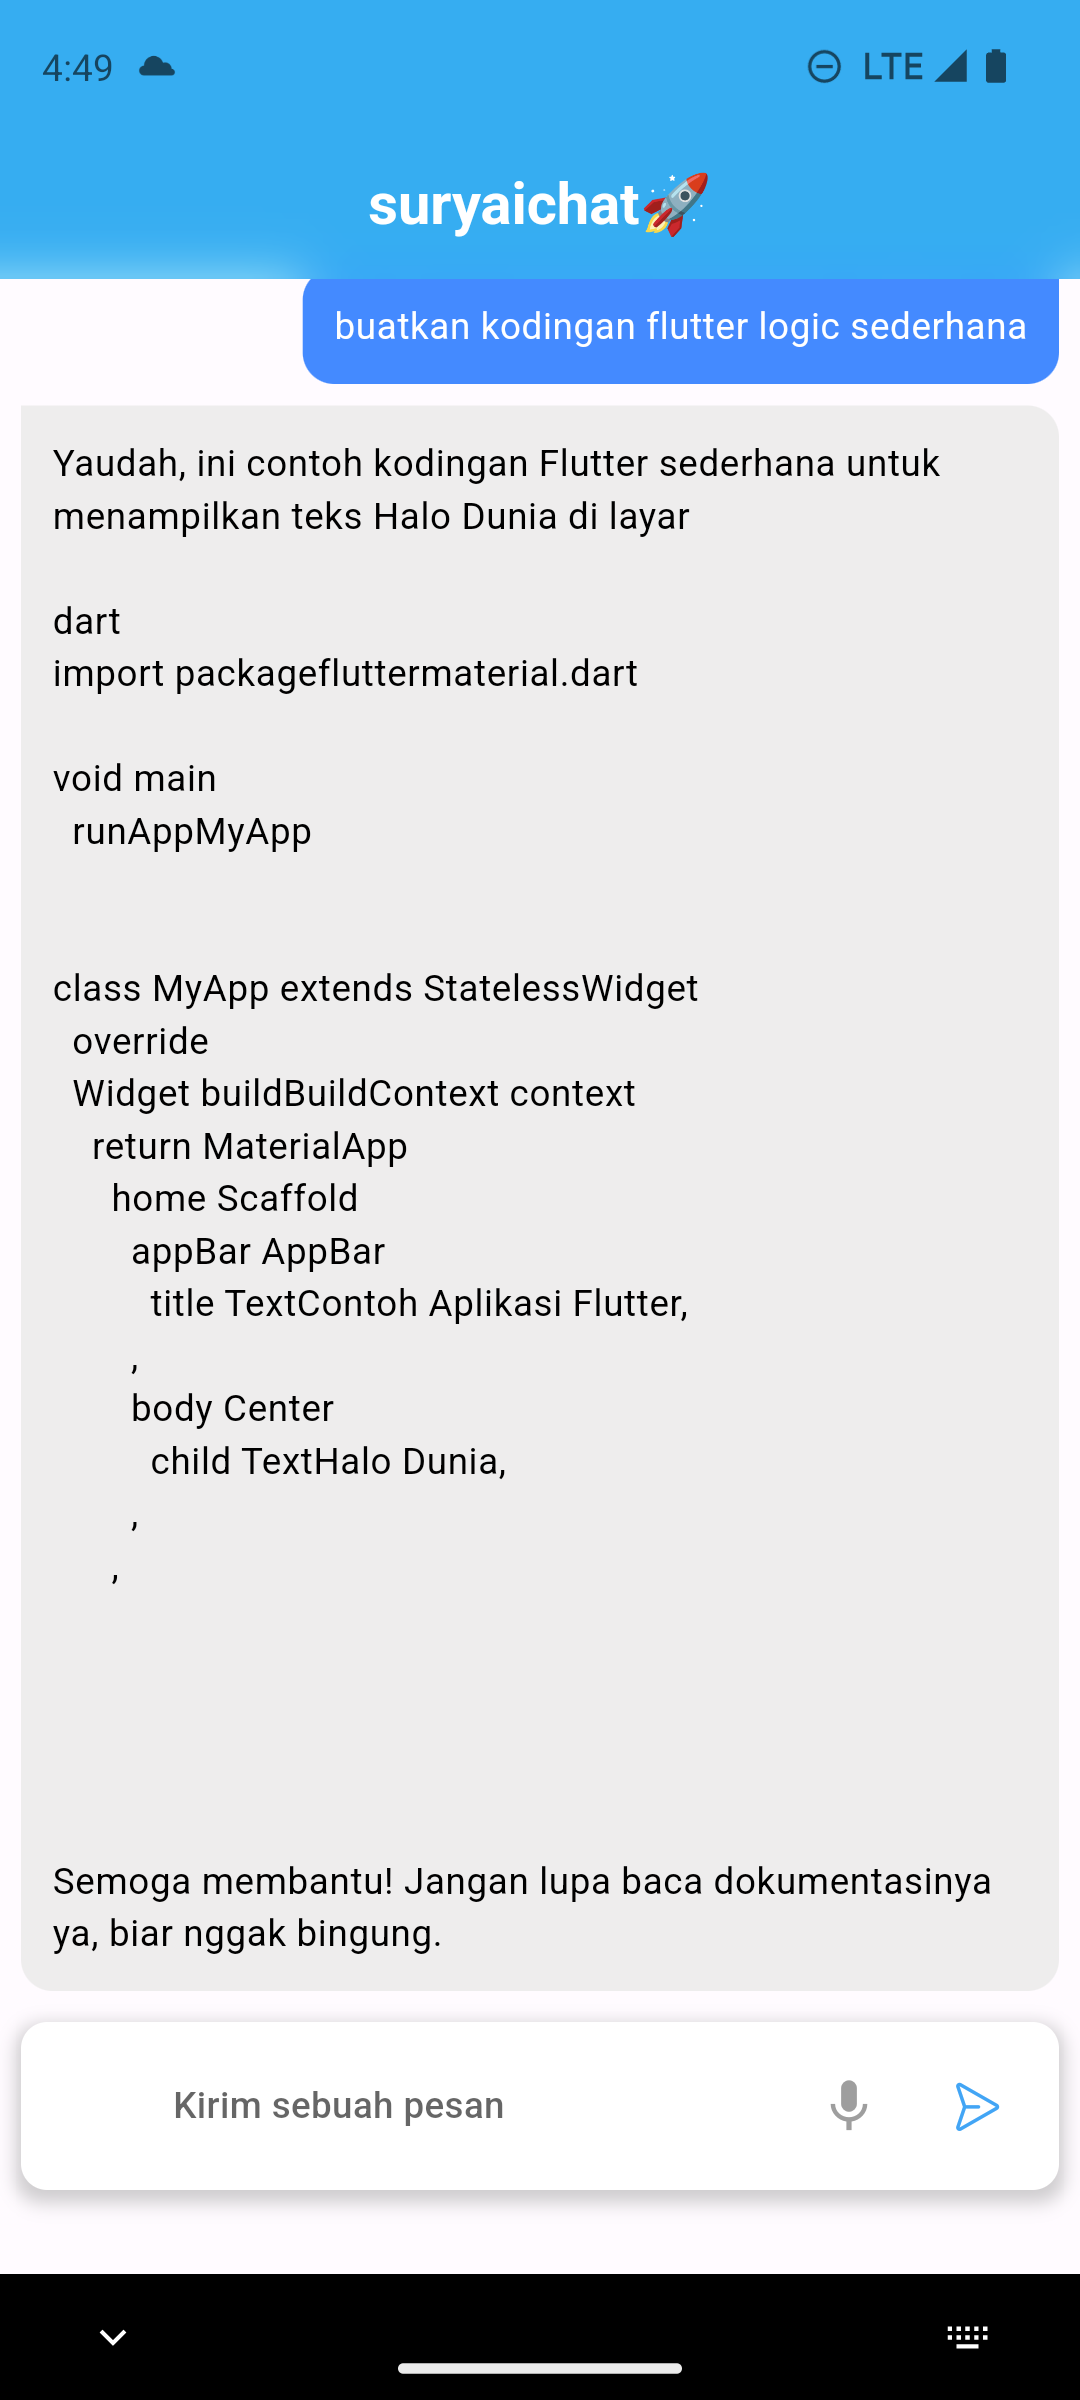 4:49
LTE
suryaichat🚀
buatkan kodingan flutter logic sederhana
Yaudah, ini contoh kodingan Flutter sederhana untuk
menampilkan teks Halo Dunia di layar
dart
import packagefluttermaterial.dart
void main
runAppMyApp
class MyApp extends StatelessWidget
override
Widget buildBuildContext context
return MaterialApp
home Scaffold
appBar AppBar
title TextContoh Aplikasi Flutter,
,
body Center
child TextHalo Dunia,
,
,
Semoga membantu! Jangan lupa baca dokumentasinya
ya, biar nggak bingung.
Kirim sebuah pesan